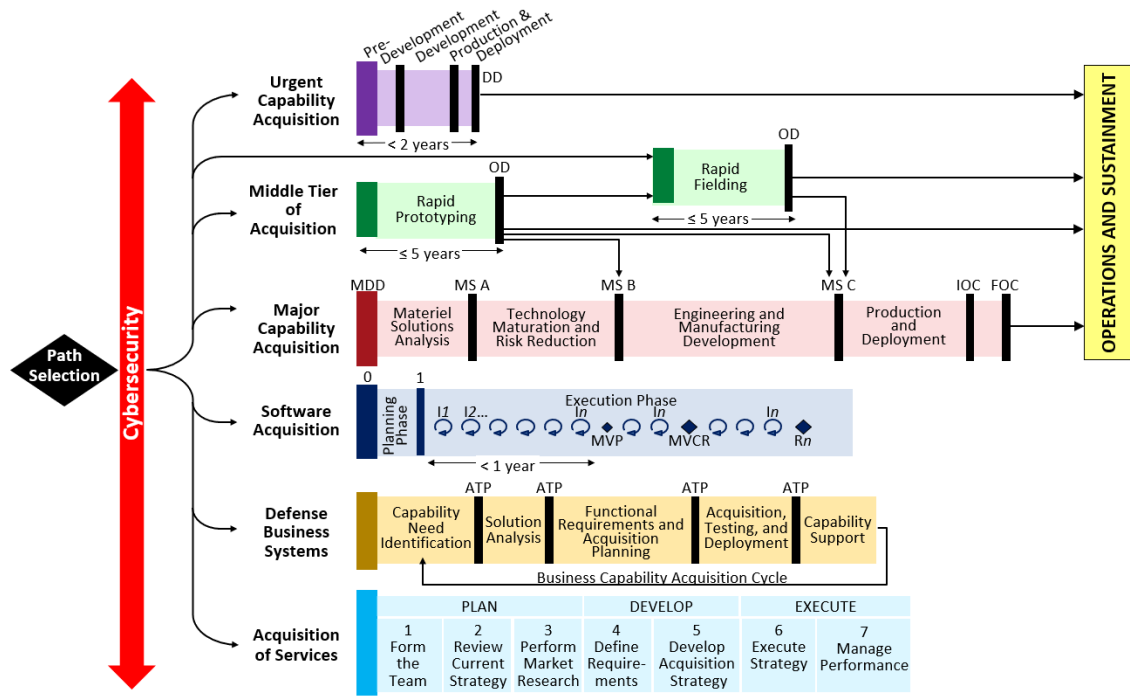 Path
Selection
Cybersecurity
Urgent
Capability
Acquisition
Pre-
Development
Development
Production &
Deployment
DD
< 2 years
Middle Tier
of
Acquisition
Rapid
Prototyping
OD
≤ 5 years
Rapid
Fielding
OD
≤ 5 years
Major
Capability
Acquisition
MDD
MS A
MS B
MS C
IOC
FOC
Materiel
Solutions
Analysis
Technology
Maturation and
Risk Reduction
Engineering and
Manufacturing
Development
Production
and
Deployment
Software
Acquisition
0
1
Planning
Phase
Execution Phase
I1
I2...
In
In
In
MVP
MVCR
Rn
< 1 year
Defense
Business
Systems
ATP
ATP
ATP
ATP
Capability
Need
Identification
Solution
Analysis
Functional
Requirements and
Acquisition
Planning
Acquisition,
Testing, and
Deployment
Capability
Support
Business Capability Acquisition Cycle
Acquisition
of Services
PLAN
DEVELOP
EXECUTE
1
Form
the
Team
2
Review
Current
Strategy
3
Perform
Market
Research
4
Define
Require-
ments
5
Develop
Acquisition
Strategy
6
Execute
Strategy
7
Manage
Performance
OPERATIONS AND SUSTAINMENT